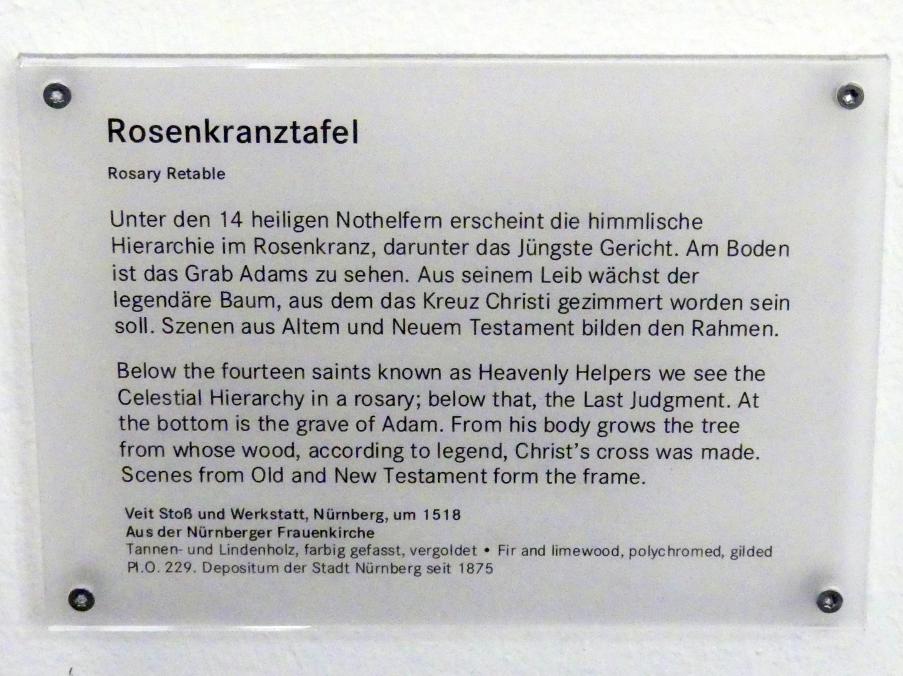 Rosenkranztafel
Rosary Retable
Unter den 14 heiligen Nothelfern erscheint die himmlische
Hierarchie im Rosenkranz, darunter das Jüngste Gericht. Am Boden
ist das Grab Adams zu sehen. Aus seinem Leib wächst der
legendäre Baum, aus dem das Kreuz Christi gezimmert worden sein
soll. Szenen aus Altem und Neuem Testament bilden den Rahmen.
Below the fourteen saints known as Heavenly Helpers we see the
Celestial Hierarchy in a rosary; below that, the Last Judgment. At
the bottom is the grave of Adam. From his body grows the tree
from whose wood, according to legend, Christ's cross was made.
Scenes from Old and New Testament form the frame.
Veit Stoß und Werkstatt, Nürnberg, um 1518
Aus der Nürnberger Frauenkirche
Tannen- und Lindenholz, farbig gefasst, vergoldet • Fir and limewood, polychromed, gilded
Pl.O. 229. Depositum der Stadt Nürnberg seit 1875